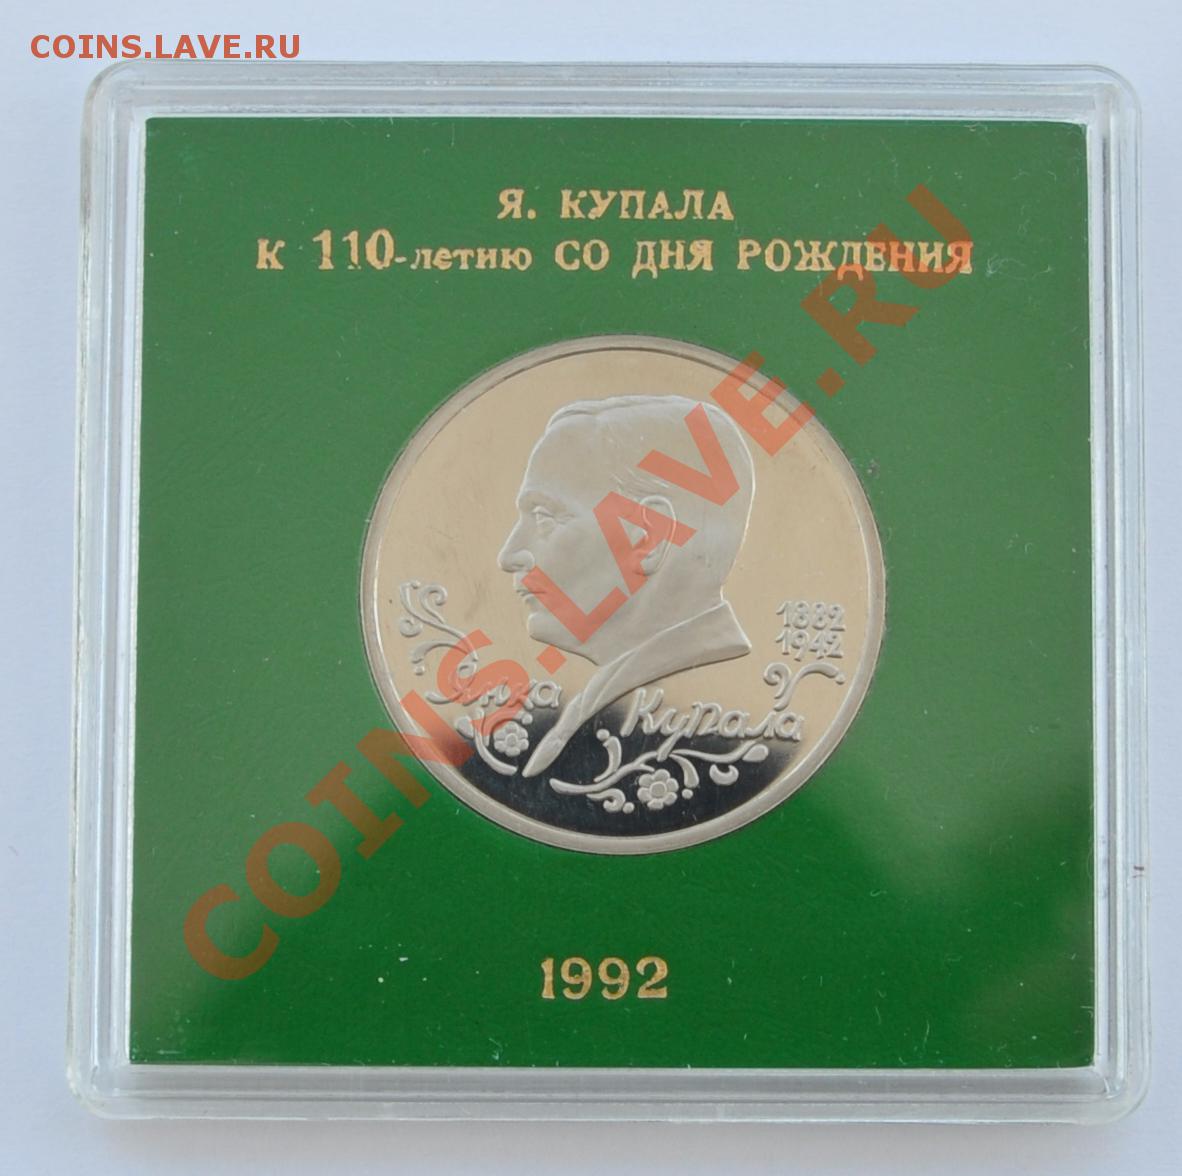 COINS.LAVE.RU
Я. КУПАЛА
К 110-летию СО ДНЯ РОЖДЕНИЯ
1882
1942
Янка Купала
1992
COINS.LAVE.RU